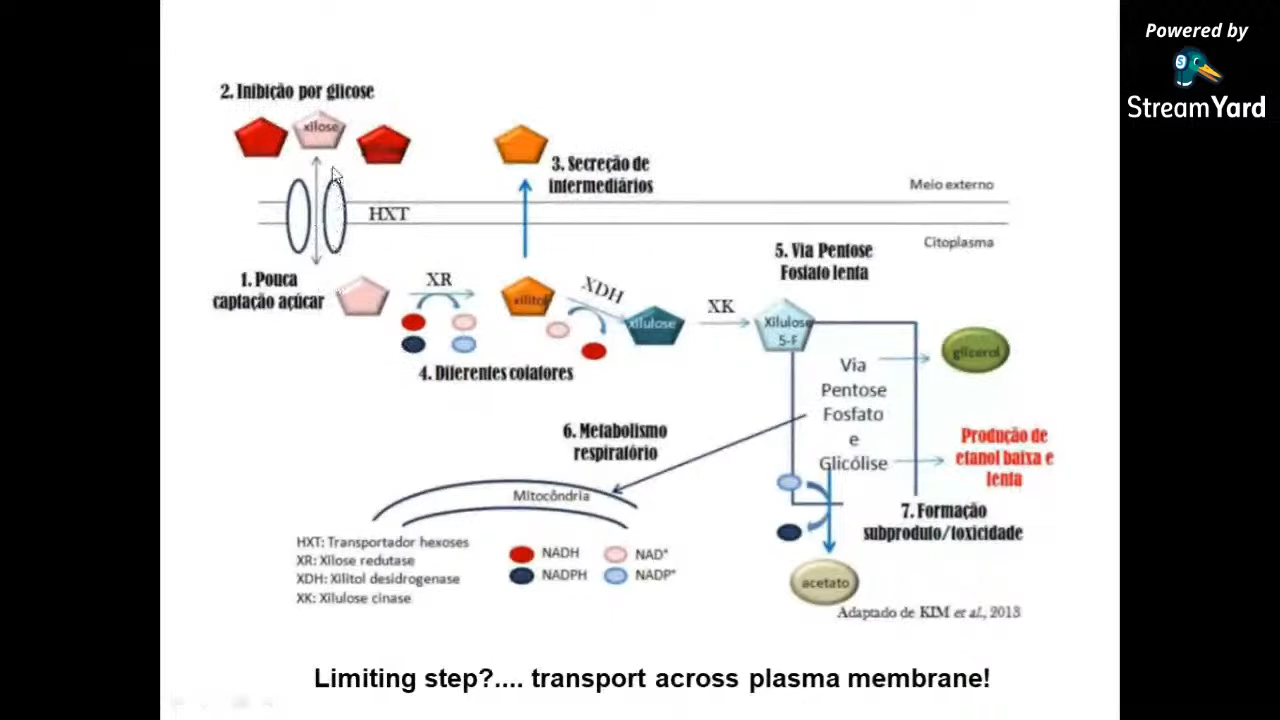 Powered by
StreamYard
2. Inibição por glicose
xilose
3. Secreção de
intermediários
Meio externo
HXT
Citoplasma
5. Via Pentose
Fosfato lenta
1. Pouca
captação açúcar
XR
xilitol
XDH
xilulose
XK
Xilulose
5-F
glicerol
4. Diferentes cofatores
Via
Pentose
Fosfato
e
Glicólise
Produção de
etanol baixa e
lenta
6. Metabolismo
respiratório
Mitocôndria
7. Formação
subproduto/toxicidade
HXT: Transportador hexoses
XR: Xilose redutase
XDH: Xilitol desidrogenase
XK: Xilulose cinase
NADH
NAD⁺
NADPH
NADP⁺
acetato
Adaptado de KIM et al., 2013
Limiting step?.... transport across plasma membrane!